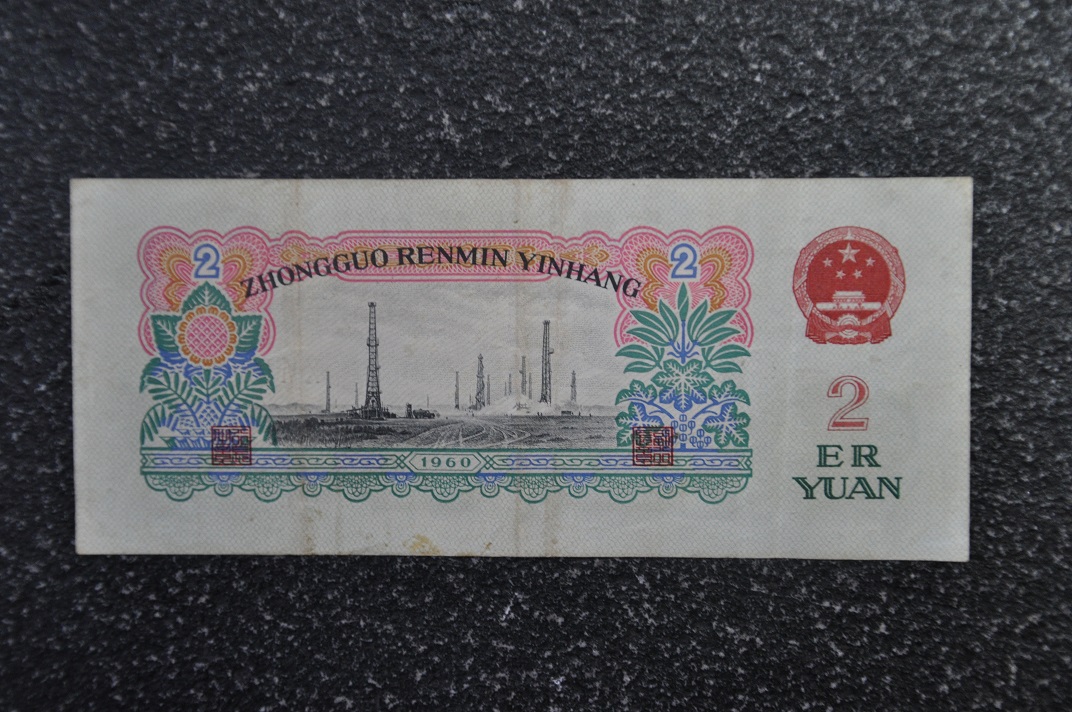 2
2
ZHONGGUO RENMIN YINHANG
1960
2
ER
YUAN